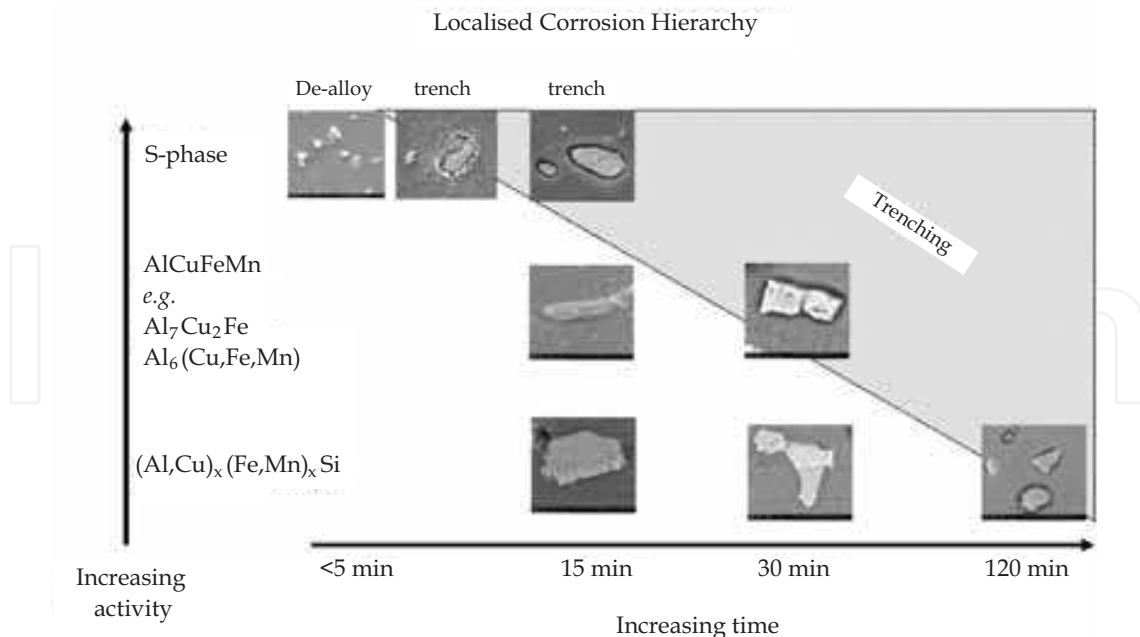 Localised Corrosion Hierarchy
De-alloy trench trench
S-phase
Trenching
AlCuFeMn
e.g.
Al₇Cu₂Fe
Al₆(Cu,Fe,Mn)
(Al,Cu)ₓ(Fe,Mn)ₓSi
<5 min 15 min 30 min 120 min
Increasing
activity
Increasing time